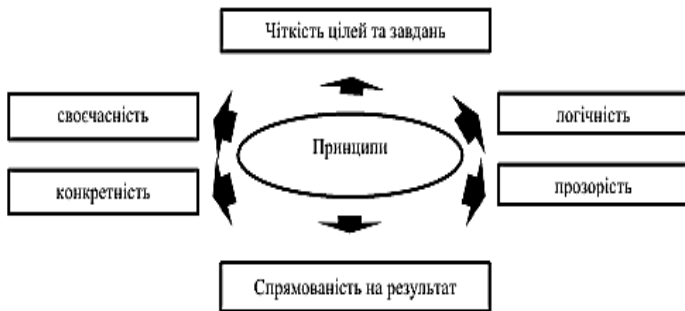 Чіткість цілей та завдань
своєчасність
логічність
Принципи
конкретність
прозорість
Спрямованість на результат